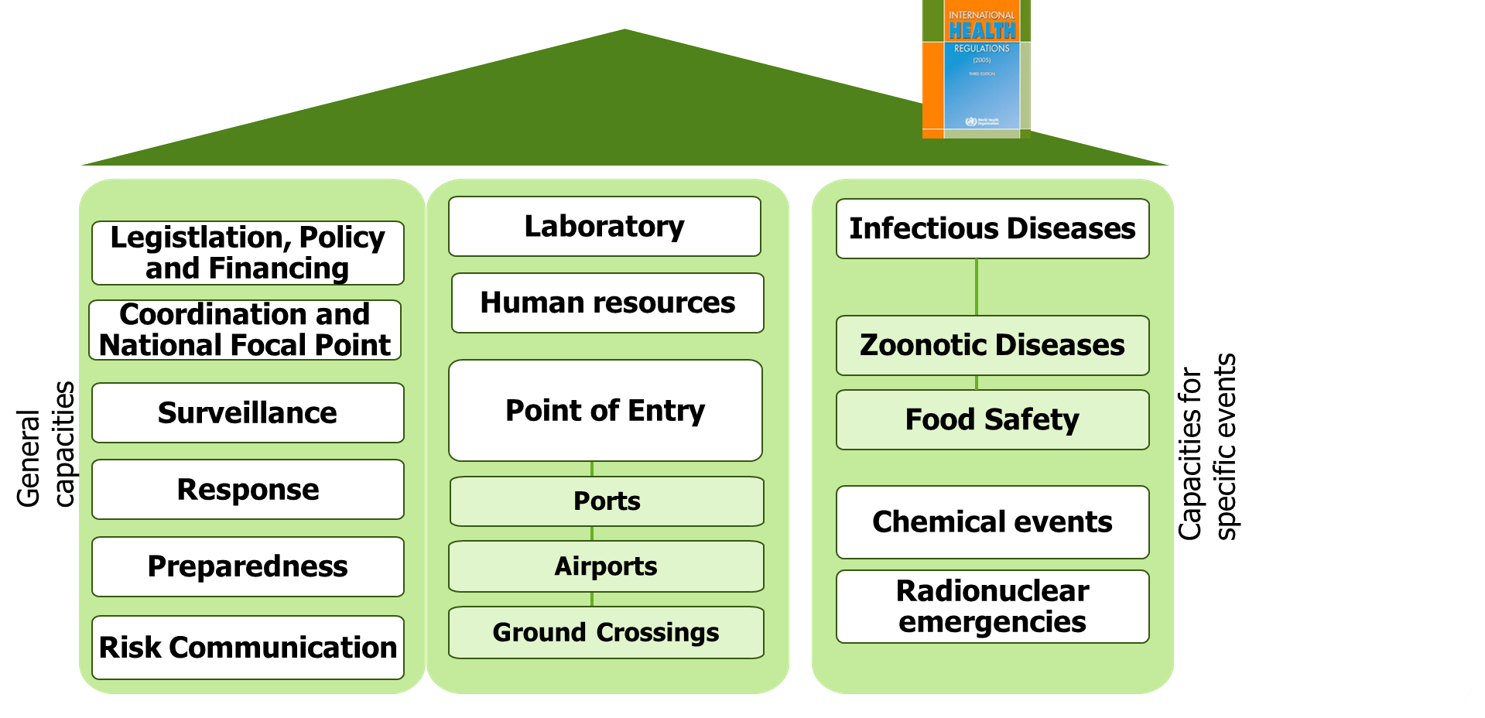 INTERNATIONAL
HEALTH
REGULATIONS
(2005)
THIRD EDITION
World Health
Organization
General
capacities
Legistlation, Policy
and Financing
Coordination and
National Focal Point
Surveillance
Response
Preparedness
Risk Communication
Laboratory
Human resources
Point of Entry
Ports
Airports
Ground Crossings
Infectious Diseases
Zoonotic Diseases
Food Safety
Chemical events
Radionuclear
emergencies
Capacities for
specific events